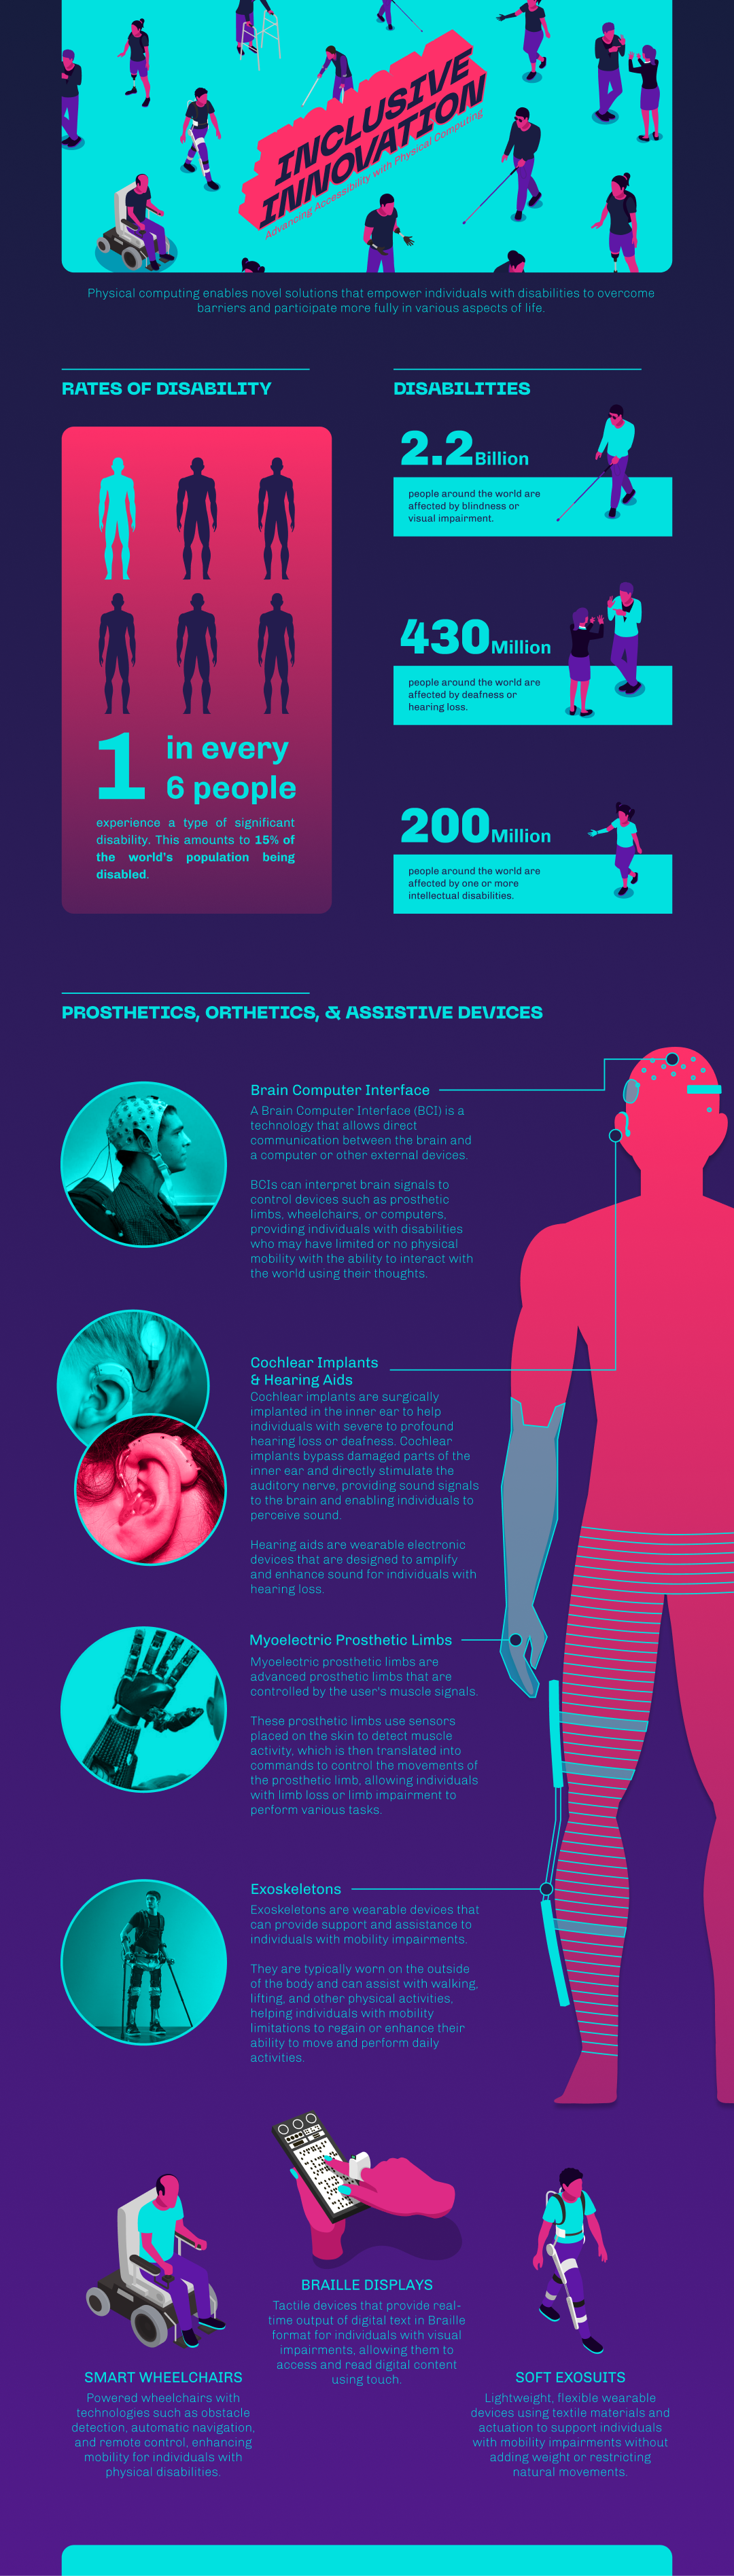 INCLUSIVE
INNOVATION
Advancing Accessibility with Physical Computing
Physical computing enables novel solutions that empower individuals with disabilities to overcome
barriers and participate more fully in various aspects of life.
RATES OF DISABILITY
1 in every
6 people
experience a type of significant
disability. This amounts to 15% of
the world's population being
disabled.
DISABILITIES
2.2 Billion
people around the world are
affected by blindness or
visual impairment.
430 Million
people around the world are
affected by deafness or
hearing loss.
200 Million
people around the world are
affected by one or more
intellectual disabilities.
PROSTHETICS, ORTHETICS, & ASSISTIVE DEVICES
Brain Computer Interface
A Brain Computer Interface (BCI) is a
technology that allows direct
communication between the brain and
a computer or other external devices.
BCIs can interpret brain signals to
control devices such as prosthetic
limbs, wheelchairs, or computers,
providing individuals with disabilities
who may have limited or no physical
mobility with the ability to interact with
the world using their thoughts.
Cochlear Implants
& Hearing Aids
Cochlear implants are surgically
implanted in the inner ear to help
individuals with severe to profound
hearing loss or deafness. Cochlear
implants bypass damaged parts of the
inner ear and directly stimulate the
auditory nerve, providing sound signals
to the brain and enabling individuals to
perceive sound.
Hearing aids are wearable electronic
devices that are designed to amplify
and enhance sound for individuals with
hearing loss.
Myoelectric Prosthetic Limbs
Myoelectric prosthetic limbs are
advanced prosthetic limbs that are
controlled by the user's muscle signals.
These prosthetic limbs use sensors
placed on the skin to detect muscle
activity, which is then translated into
commands to control the movements of
the prosthetic limb, allowing individuals
with limb loss or limb impairment to
perform various tasks.
Exoskeletons
Exoskeletons are wearable devices that
can provide support and assistance to
individuals with mobility impairments.
They are typically worn on the outside
of the body and can assist with walking,
lifting, and other physical activities,
helping individuals with mobility
limitations to regain or enhance their
ability to move and perform daily
activities.
SMART WHEELCHAIRS
Powered wheelchairs with
technologies such as obstacle
detection, automatic navigation,
and remote control, enhancing
mobility for individuals with
physical disabilities.
BRAILLE DISPLAYS
Tactile devices that provide real-
time output of digital text in Braille
format for individuals with visual
impairments, allowing them to
access and read digital content
using touch.
SOFT EXOSUITS
Lightweight, flexible wearable
devices using textile materials and
actuation to support individuals
with mobility impairments without
adding weight or restricting
natural movements.